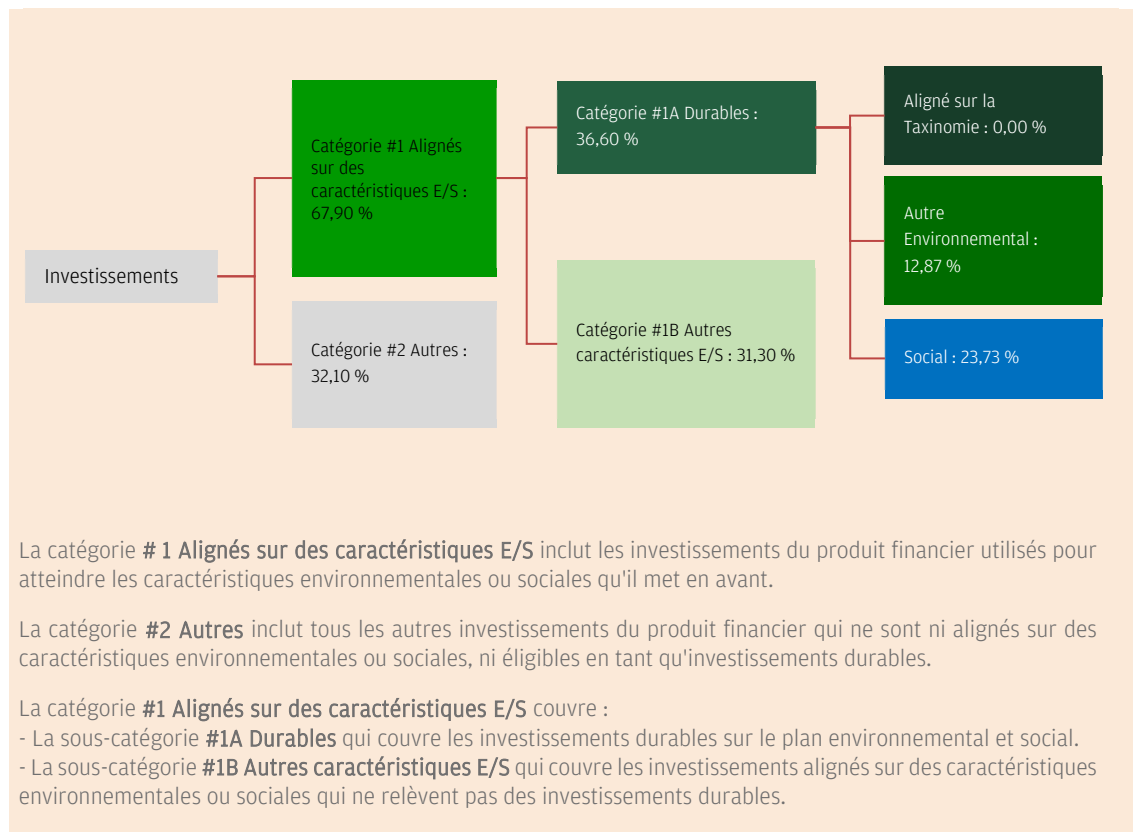 Investissements
Catégorie #1 Alignés
sur des
caractéristiques E/S :
67,90 %
Catégorie #2 Autres :
32,10 %
Catégorie #1A Durables :
36,60 %
Catégorie #1B Autres
caractéristiques E/S : 31,30 %
Aligné sur la
Taxinomie : 0,00 %
Autre
Environnemental :
12,87 %
Social : 23,73 %
La catégorie # 1 Alignés sur des caractéristiques E/S inclut les investissements du produit financier utilisés pour
atteindre les caractéristiques environnementales ou sociales qu'il met en avant.
La catégorie #2 Autres inclut tous les autres investissements du produit financier qui ne sont ni alignés sur des
caractéristiques environnementales ou sociales, ni éligibles en tant qu'investissements durables.
La catégorie #1 Alignés sur des caractéristiques E/S couvre :
- La sous-catégorie #1A Durables qui couvre les investissements durables sur le plan environnemental et social.
- La sous-catégorie #1B Autres caractéristiques E/S qui couvre les investissements alignés sur des caractéristiques
environnementales ou sociales qui ne relèvent pas des investissements durables.